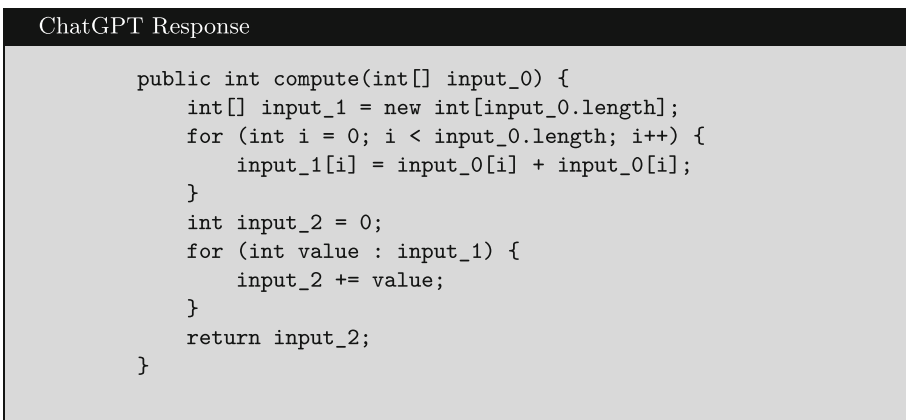 ChatGPT Response
public int compute(int[] input_0) {
    int[] input_1 = new int[input_0.length];
    for (int i = 0; i < input_0.length; i++) {
        input_1[i] = input_0[i] + input_0[i];
    }
    int input_2 = 0;
    for (int value : input_1) {
        input_2 += value;
    }
    return input_2;
}